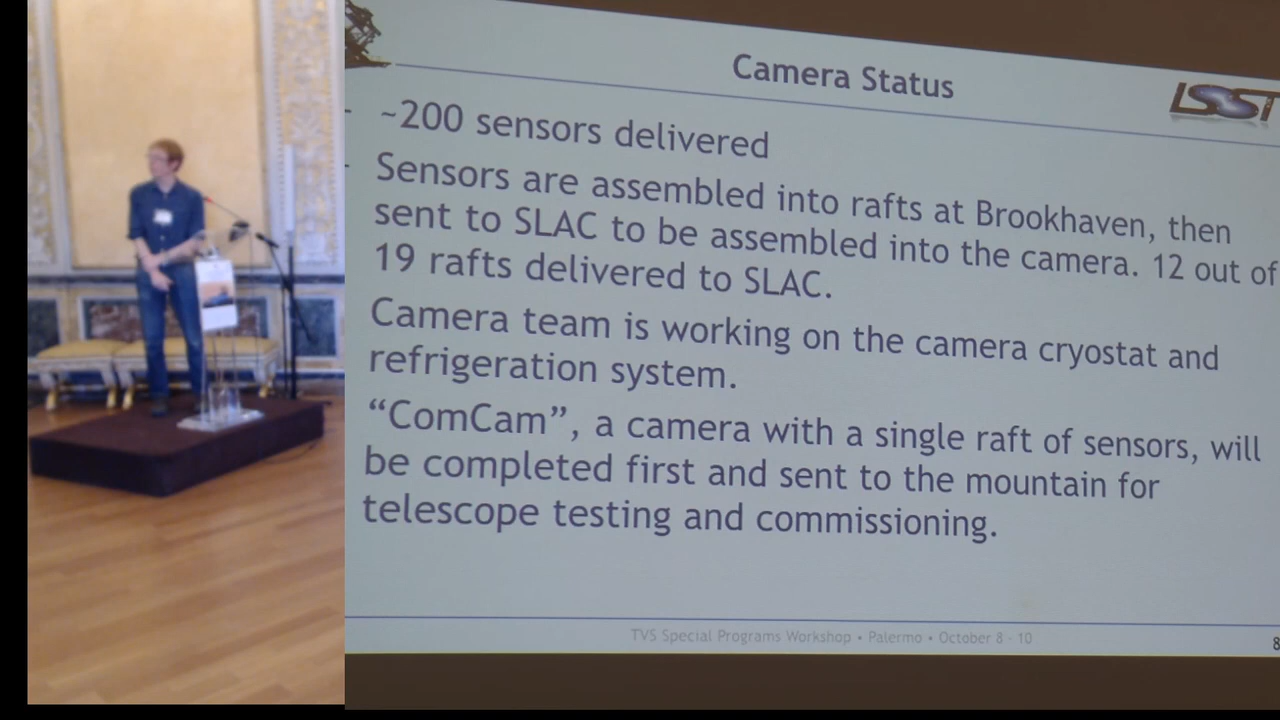 Camera Status
LSST
~200 sensors delivered
Sensors are assembled into rafts at Brookhaven, then
sent to SLAC to be assembled into the camera. 12 out of
19 rafts delivered to SLAC.
Camera team is working on the camera cryostat and
refrigeration system.
“ComCam”, a camera with a single raft of sensors, will
be completed first and sent to the mountain for
telescope testing and commissioning.
TVS Special Programs Workshop • Palermo • October 8 - 10
8